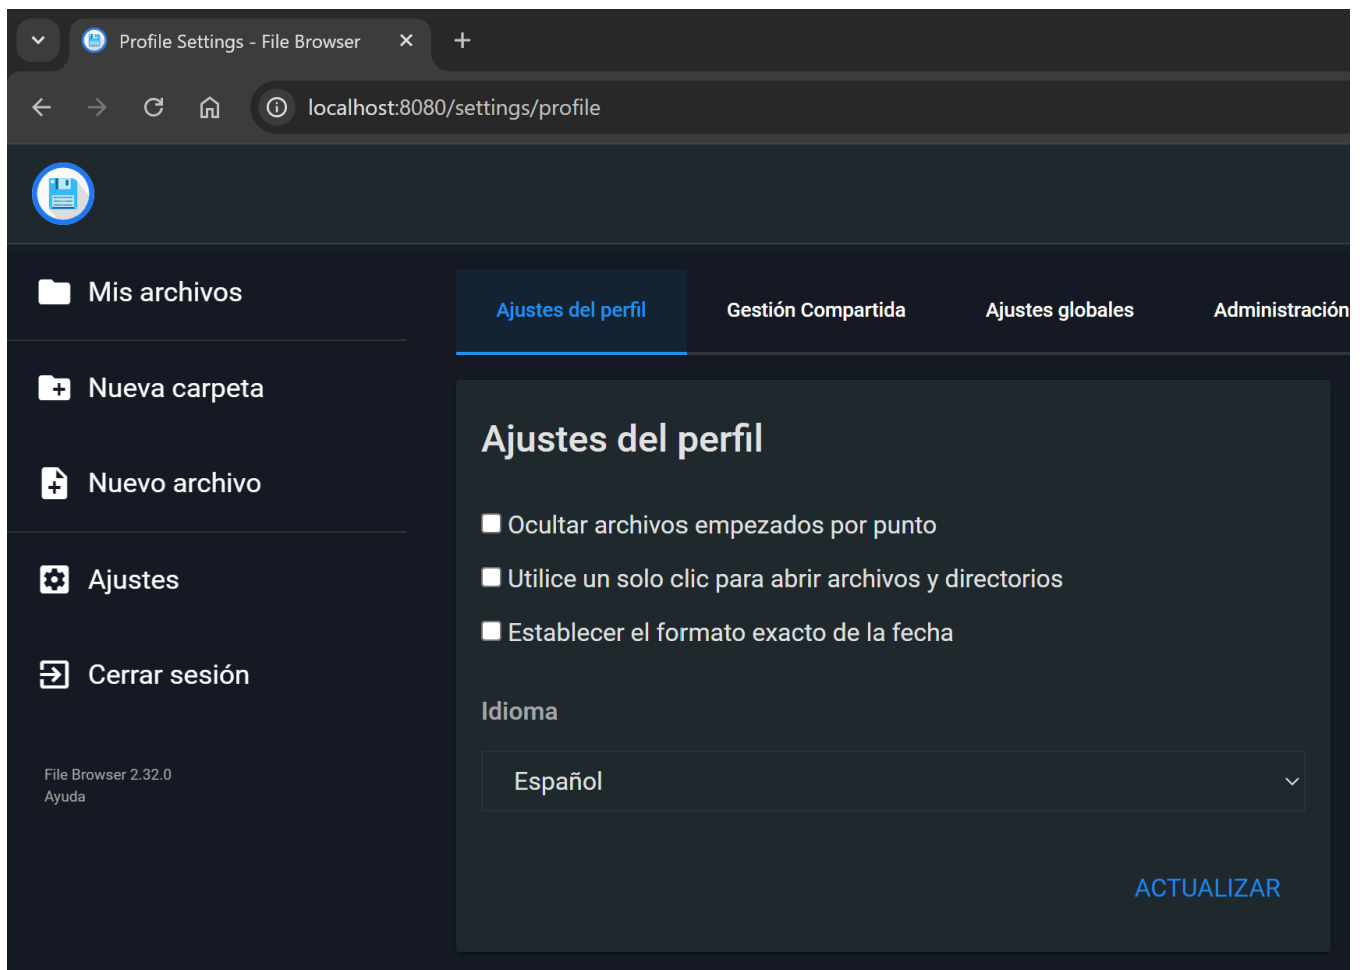 Profile Settings - File Browser
localhost:8080/settings/profile
Mis archivos
Nueva carpeta
Nuevo archivo
Ajustes
Cerrar sesión
File Browser 2.32.0
Ayuda
Ajustes del perfil Gestión Compartida Ajustes globales Administración
Ajustes del perfil
Ocultar archivos empezados por punto
Utilice un solo clic para abrir archivos y directorios
Establecer el formato exacto de la fecha
Idioma
Español
ACTUALIZAR